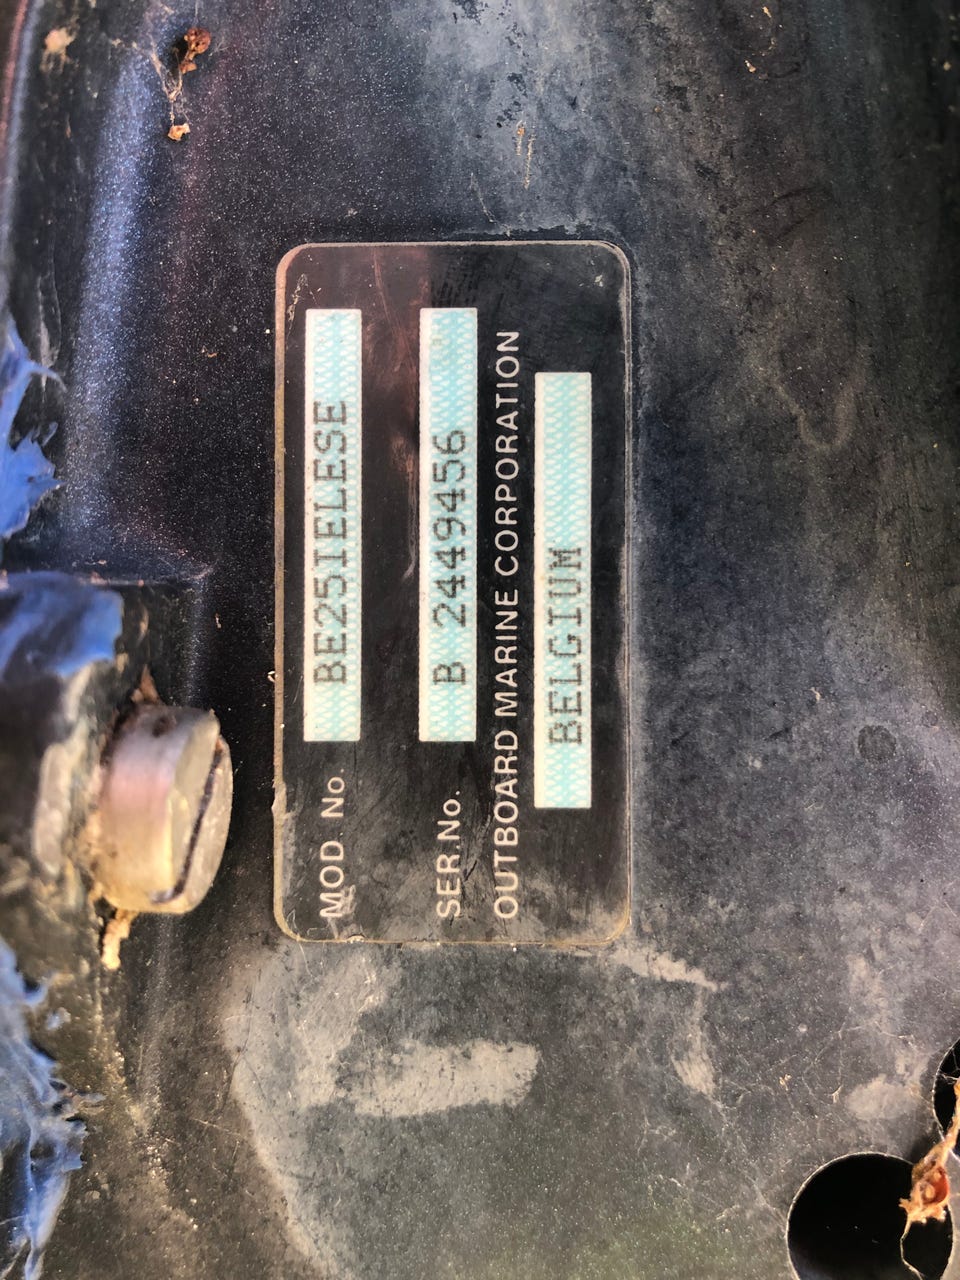 MOD. No. BE25IELESE
SER.No. B 2449456
OUTBOARD MARINE CORPORATION
BELGIUM